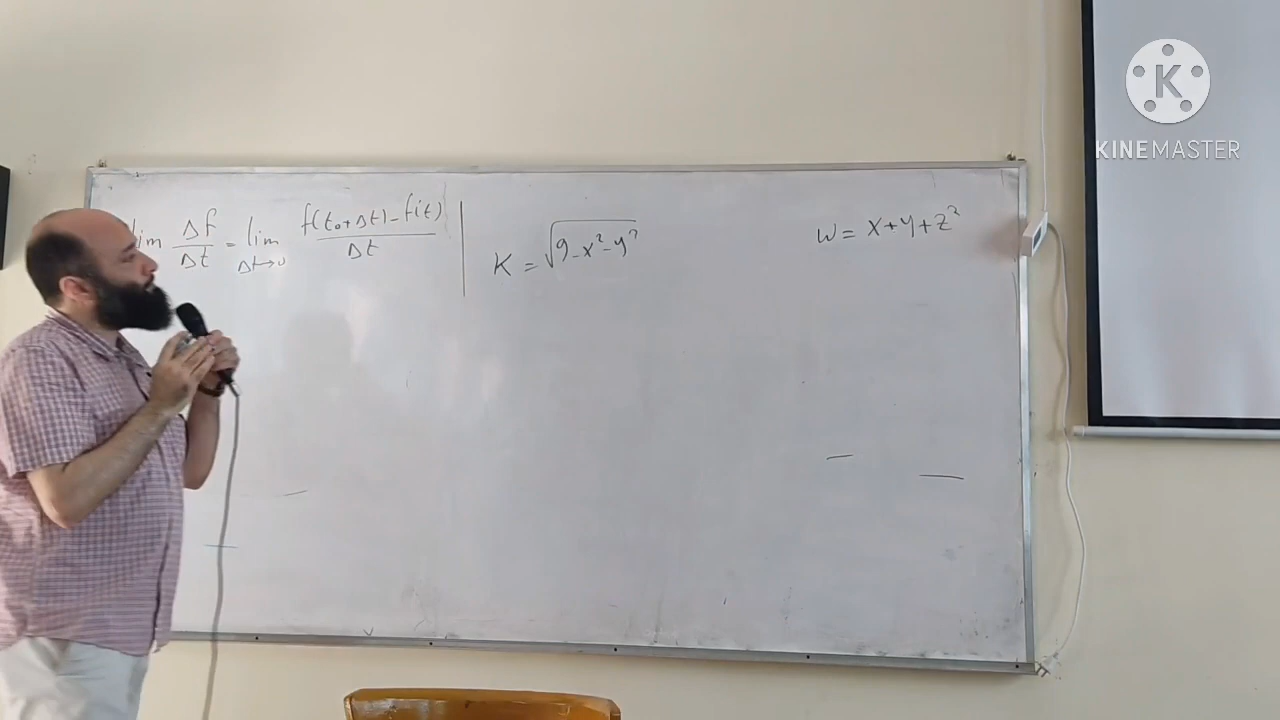 lim Δf/Δt = lim Δt→0 f(t₀+Δt)-f(t)/Δt
K = √9-x²-y²
w = x+y+z²
K
KINEMASTER